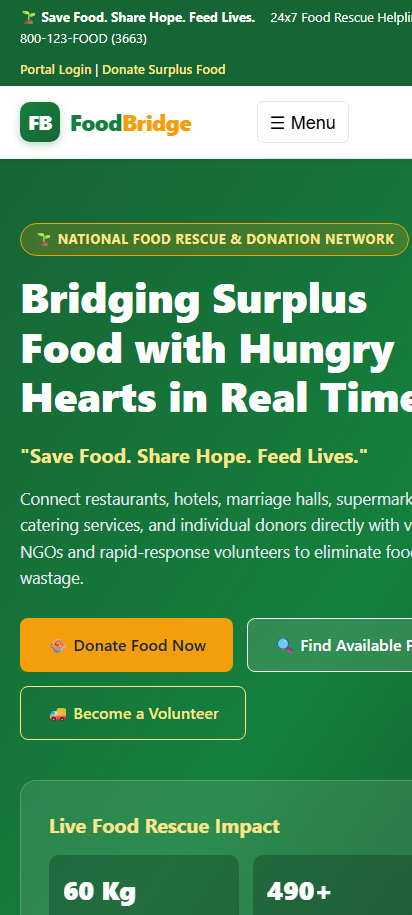 🌱 Save Food. Share Hope. Feed Lives. 24x7 Food Rescue
800-123-FOOD (3663)
Portal Login | Donate Surplus Food
FB FoodBridge ☰ Menu
🌱 NATIONAL FOOD RESCUE & DONATION NETWORK
Bridging Surplus
Food with Hungry
Hearts in Real Time
"Save Food. Share Hope. Feed Lives."
Connect restaurants, hotels, marriage halls,
catering services, and individual donors directly with
NGOs and rapid-response volunteers to eliminate
wastage.
Donate Food Now 🔍 Find Available
🚚 Become a Volunteer
Live Food Rescue Impact
60 Kg 490+